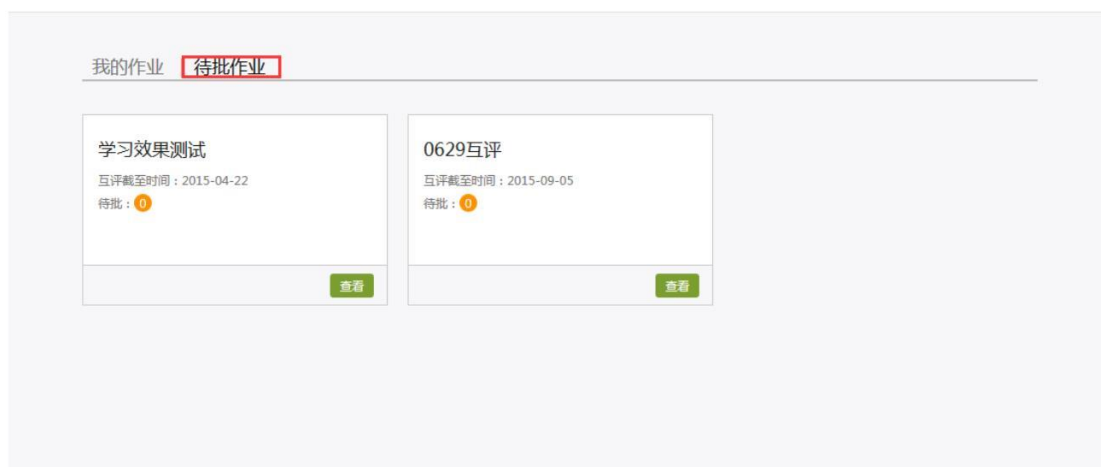 我的作业 待批作业
学习效果测试
互评截至时间：2015-04-22
待批：0
查看
0629互评
互评截至时间：2015-09-05
待批：0
查看